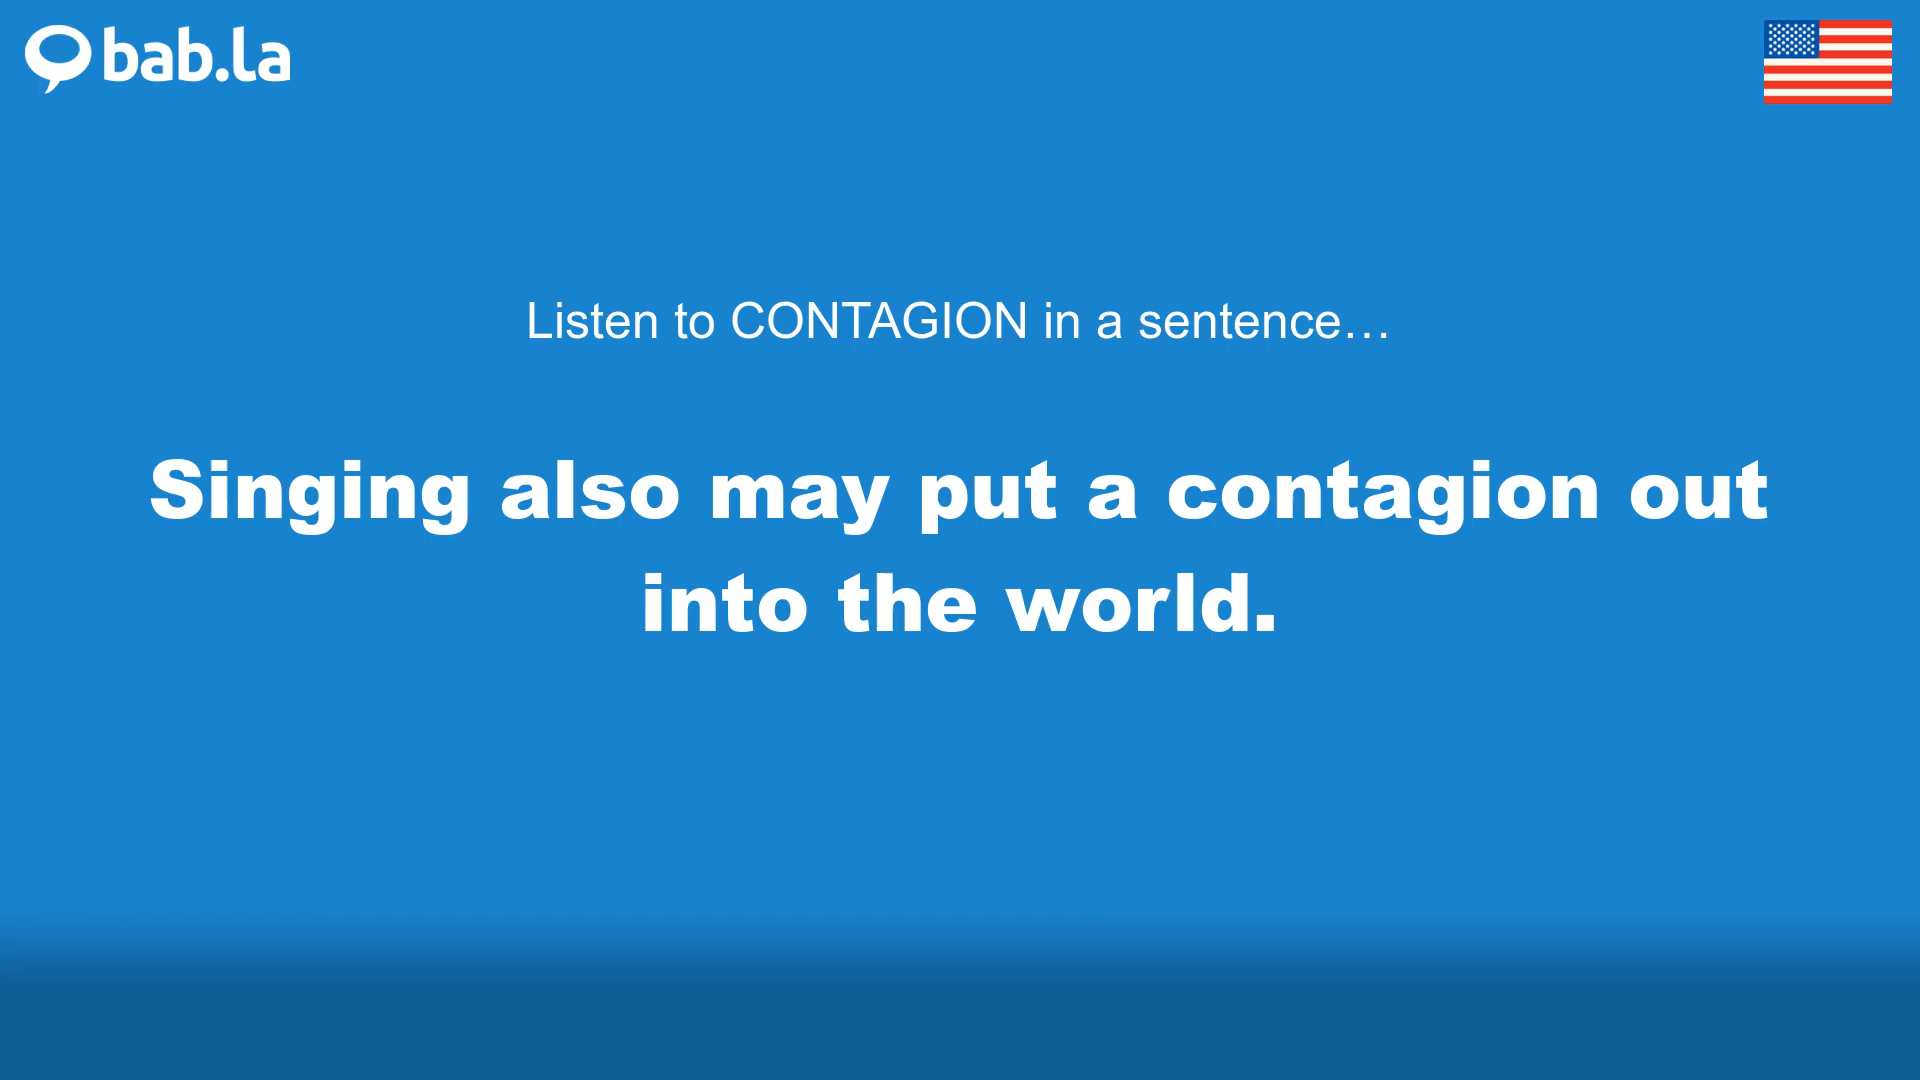 bab.la
Listen to CONTAGION in a sentence…
Singing also may put a contagion out
into the world.